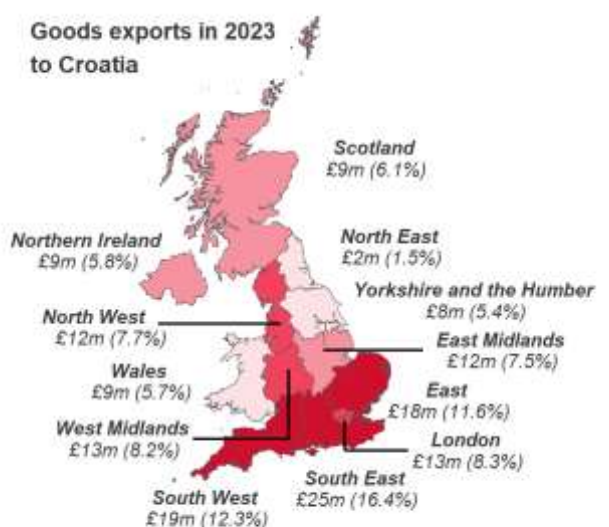 Goods exports in 2023
to Croatia
Scotland
£9m (6.1%)
Northern Ireland
£9m (5.8%)
North East
£2m (1.5%)
Yorkshire and the Humber
£8m (5.4%)
North West
£12m (7.7%)
East Midlands
£12m (7.5%)
Wales
£9m (5.7%)
East
£18m (11.6%)
West Midlands
£13m (8.2%)
London
£13m (8.3%)
South East
£25m (16.4%)
South West
£19m (12.3%)